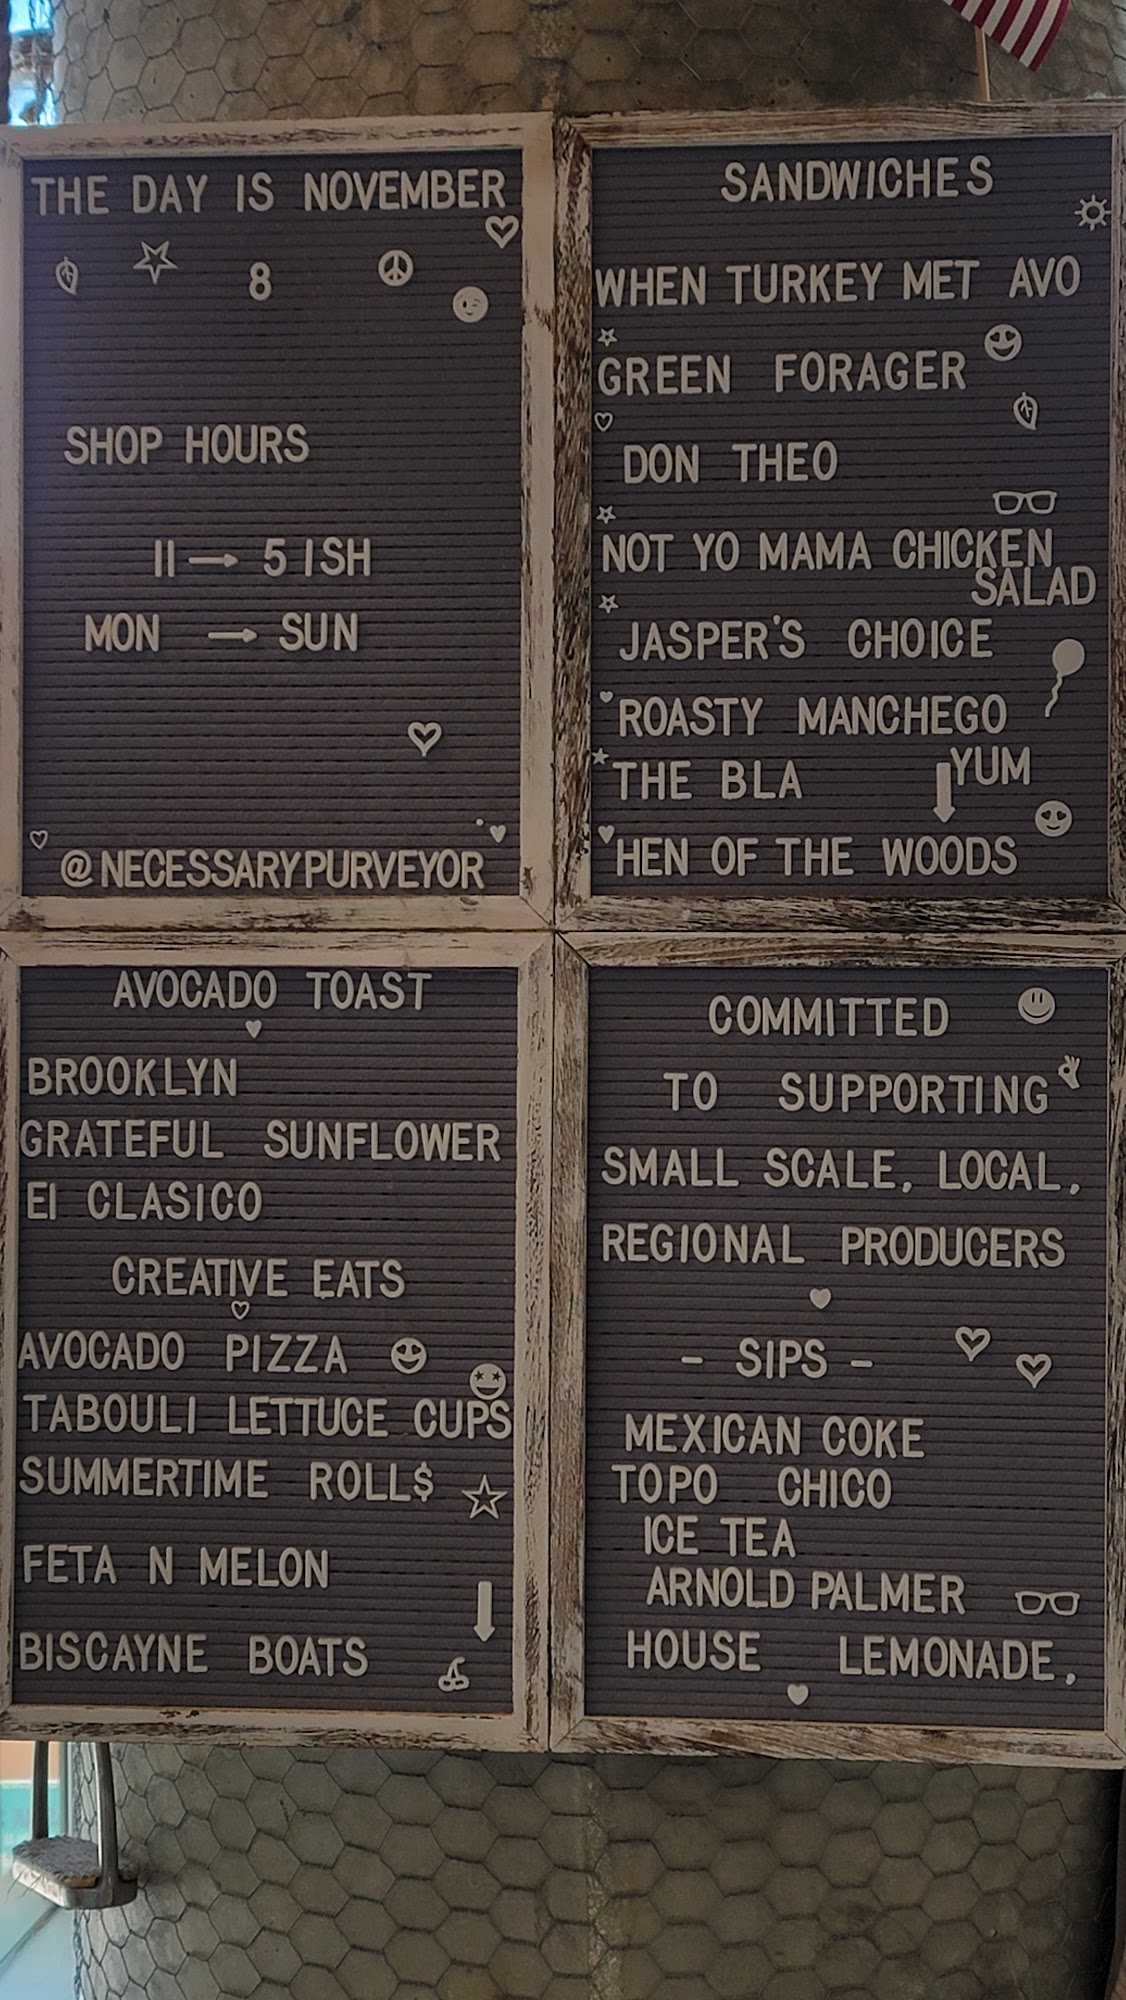 THE DAY IS NOVEMBER
8
SHOP HOURS
11 → 5 ISH
MON → SUN
@NECESSARYPURVEYOR
SANDWICHES
WHEN TURKEY MET AVO
GREEN FORAGER
DON THEO
NOT YO MAMA CHICKEN
SALAD
JASPER'S CHOICE
ROASTY MANCHEGO
THE BLA YUM
HEN OF THE WOODS
AVOCADO TOAST
BROOKLYN
GRATEFUL SUNFLOWER
El CLASICO
CREATIVE EATS
AVOCADO PIZZA
TABOULI LETTUCE CUPS
SUMMERTIME ROLL$
FETA N MELON
BISCAYNE BOATS
COMMITTED
TO SUPPORTING
SMALL SCALE, LOCAL,
REGIONAL PRODUCERS
- SIPS -
MEXICAN COKE
TOPO CHICO
ICE TEA
ARNOLD PALMER
HOUSE LEMONADE,